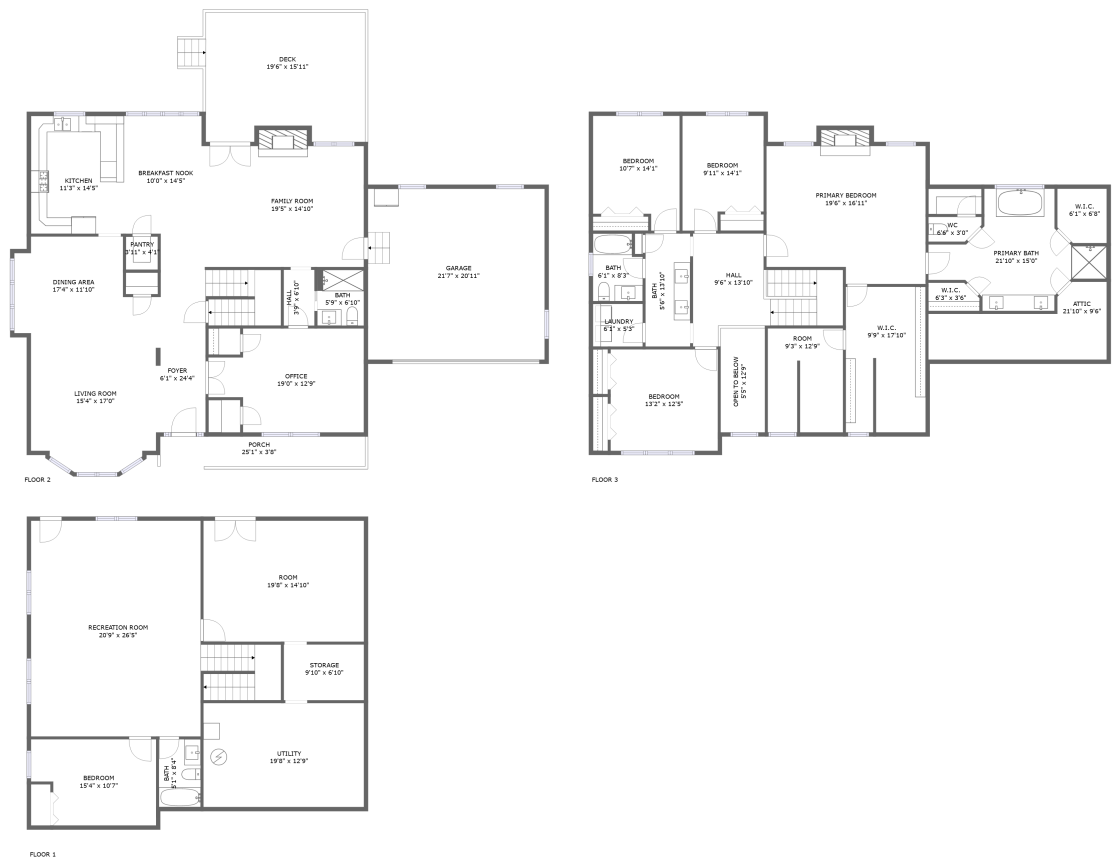 DECK
19'6" x 15'11"
KITCHEN
11'3" x 14'5"
BREAKFAST NOOK
10'0" x 14'5"
FAMILY ROOM
19'5" x 14'10"
PANTRY
3'11" x 4'1"
DINING AREA
17'4" x 11'10"
HALL
3'9" x 6'10"
BATH
5'9" x 6'10"
GARAGE
21'7" x 20'11"
FOYER
6'1" x 24'4"
LIVING ROOM
15'4" x 17'0"
OFFICE
19'0" x 12'9"
PORCH
25'1" x 3'8"
FLOOR 2
BEDROOM
10'7" x 14'1"
BEDROOM
9'11" x 14'1"
PRIMARY BEDROOM
19'6" x 16'11"
WC
6'6" x 3'0"
W.I.C.
6'1" x 6'8"
PRIMARY BATH
21'10" x 15'0"
W.I.C.
6'3" x 3'6"
ATTIC
21'10" x 9'6"
BATH
6'1" x 8'3"
BATH
5'6" x 13'10"
HALL
9'6" x 13'10"
LAUNDRY
6'2" x 5'3"
W.I.C.
9'9" x 17'10"
ROOM
9'3" x 12'9"
OPEN TO BELOW
5'5" x 12'9"
BEDROOM
13'2" x 12'5"
FLOOR 3
RECREATION ROOM
20'9" x 26'5"
ROOM
19'8" x 14'10"
STORAGE
9'10" x 6'10"
UTILITY
19'8" x 12'9"
BEDROOM
15'4" x 10'7"
BATH
5'1" x 8'4"
FLOOR 1